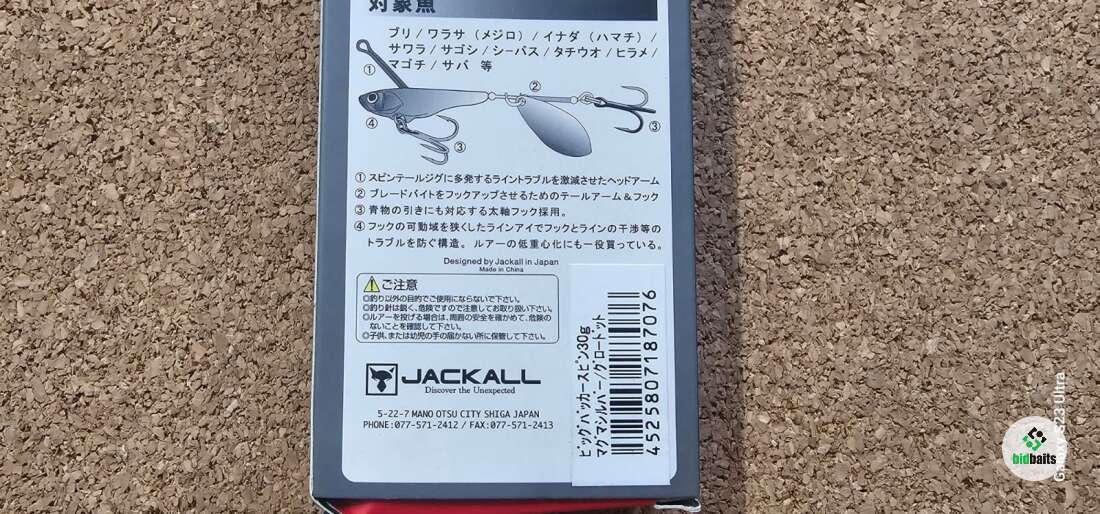 対象魚
ブリ / ワラサ（メジロ）/ イナダ（ハマチ）/
サワラ / サゴシ / シーバス / タチウオ / ヒラメ /
マゴチ / サバ 等
①
②
④
③
③
① スピンテールジグに多発するライントラブルを激減させたヘッドアーム
② ブレードバイトをフックアップさせるためのテールアーム＆フック
③ 青物の引きにも対応する太軸フック採用。
④ フックの可動域を狭くしたラインアイでフックとラインの干渉等の
トラブルを防ぐ構造。ルアーの低重心化にも一役買っている。
Designed by Jackall in Japan
Made in China
ご注意
◎釣り以外の目的でご使用にならないで下さい。
◎釣り針は鋭く、危険ですので注意してお取り扱い下さい。
◎ルアーを投げる場合は、周囲の安全を確かめて、危険の
ないことを確認して下さい。
◎子供、または幼児の手の届かない所に保管して下さい。
JACKALL
Discover the Unexpected
5-22-7 MANO OTSU CITY SHIGA JAPAN
PHONE:077-571-2412 / FAX:077-571-2413
ビッグバッカースピン30g
マグマシルバー/グロードット
4525807187076
bidbaits
S23 Ultra